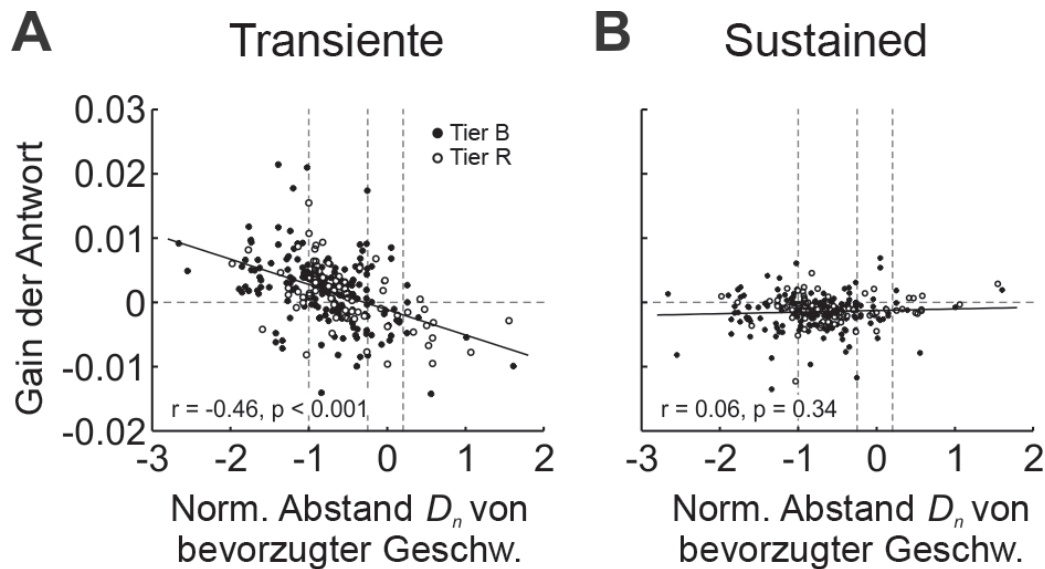 A Transiente
B Sustained
Gain der Antwort
0.03
0.02
0.01
0
-0.01
-0.02
Tier B
Tier R
r = -0.46, p < 0.001
-3 -2 -1 0 1 2
Norm. Abstand Dn von
bevorzugter Geschw.
r = 0.06, p = 0.34
-3 -2 -1 0 1 2
Norm. Abstand Dn von
bevorzugter Geschw.